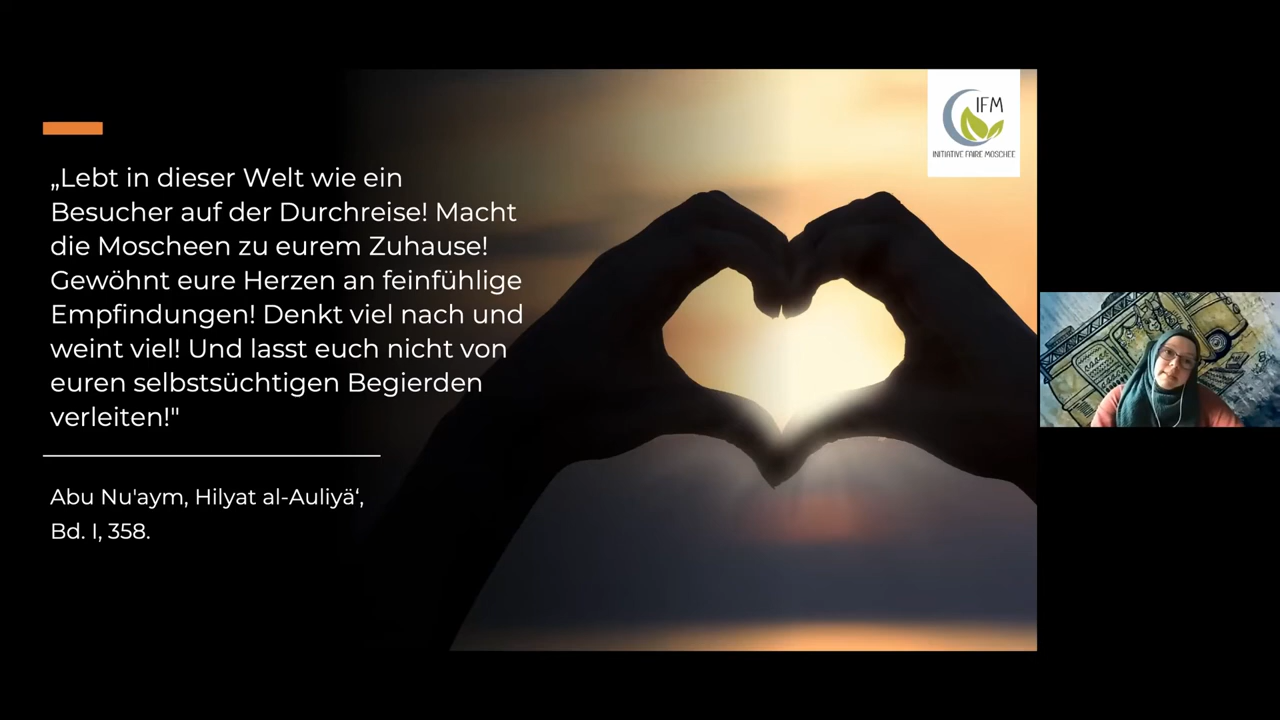 „Lebt in dieser Welt wie ein
Besucher auf der Durchreise! Macht
die Moscheen zu eurem Zuhause!
Gewöhnt eure Herzen an feinfühlige
Empfindungen! Denkt viel nach und
weint viel! Und lasst euch nicht von
euren selbstsüchtigen Begierden
verleiten!"
Abu Nu'aym, Hilyat al-Auliyä‘,
Bd. I, 358.
IFM
INITIATIVE FAIRE MOSCHEE